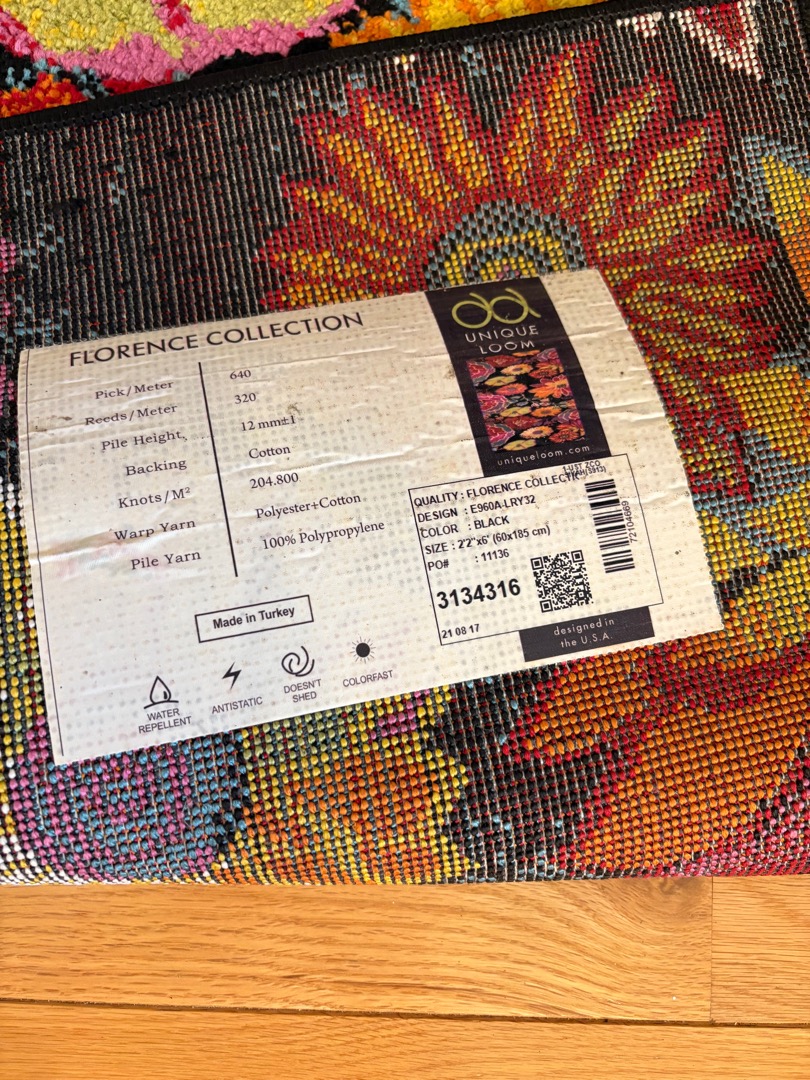 FLORENCE COLLECTION
Pick/Meter 640
Reeds/Meter 320
Pile Height, 12 mm±1
Backing Cotton
Knots/M² 204.800
Warp Yarn Polyester+Cotton
Pile Yarn 100% Polypropylene
Made in Turkey
WATER
REPELLENT
ANTISTATIC
DOESN'T
SHED
COLORFAST
UNIQUE
LOOM
uniqueloom.com
QUALITY : FLORENCE COLLECTIO
DESIGN : E960A-LRY32
COLOR : BLACK
SIZE : 2'2"x6' (60x185 cm)
PO# : 11136
3134316
21 08 17
72104669
designed in
the U.S.A.